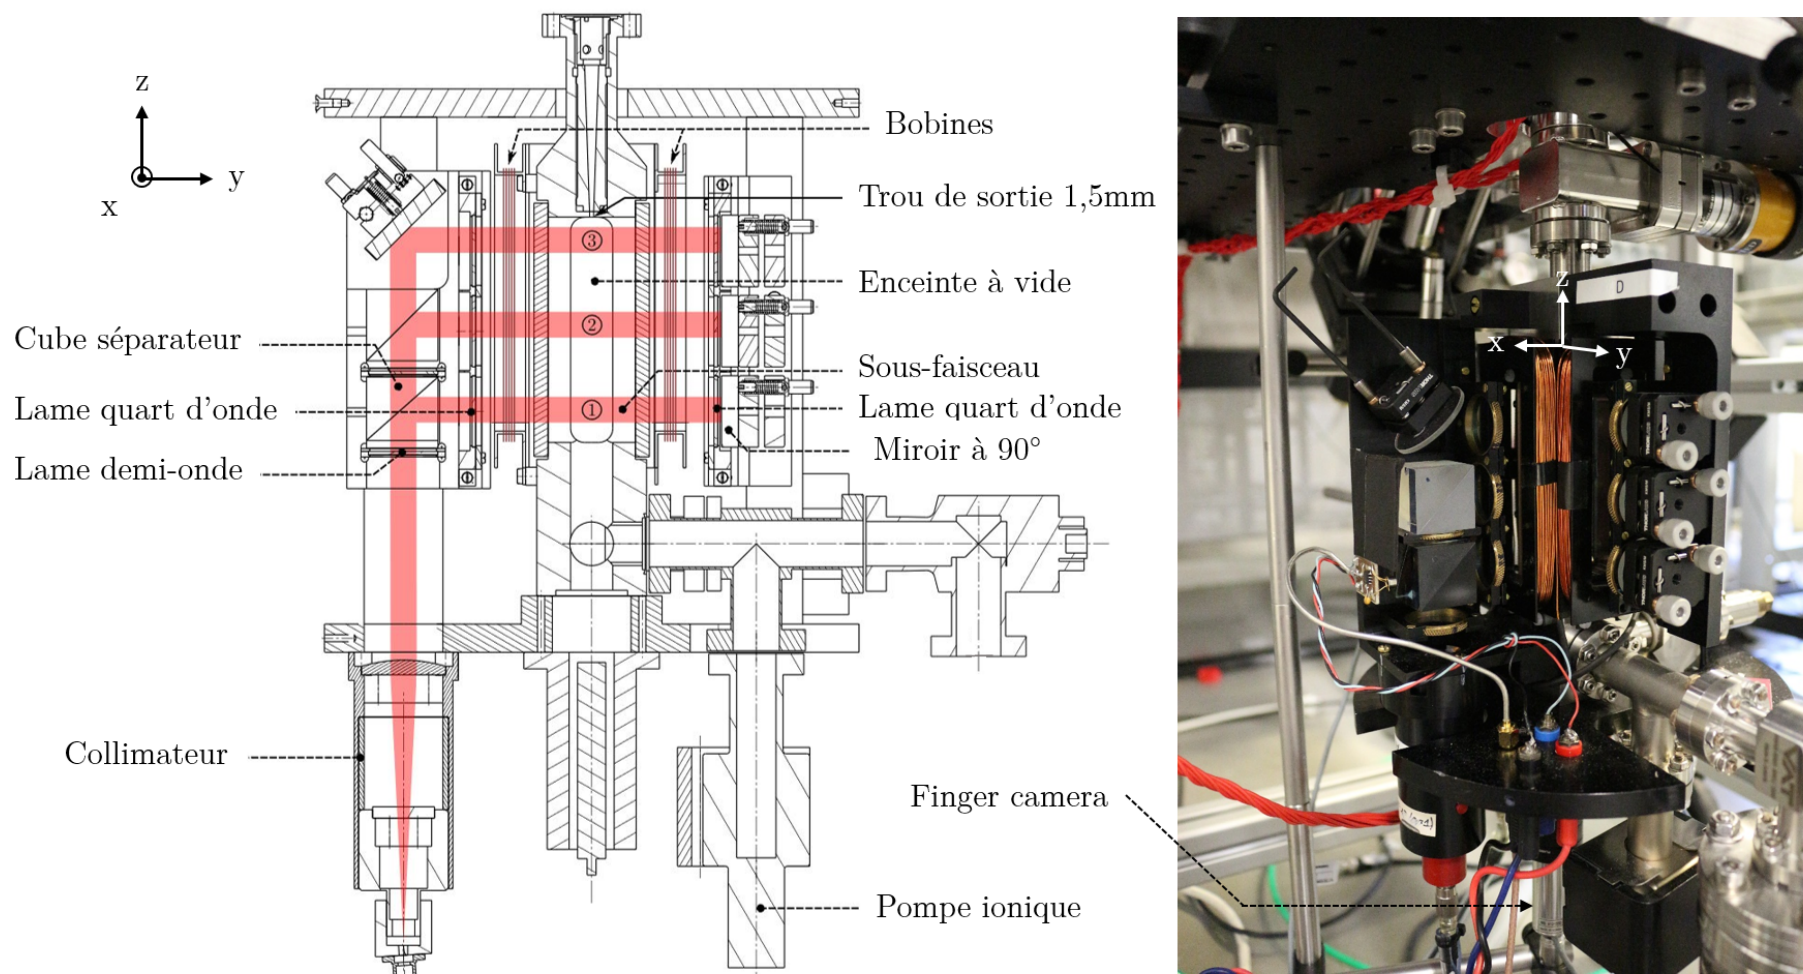 z
y
x
Bobines
Trou de sortie 1,5mm
③
Enceinte à vide
②
Cube séparateur
Sous-faisceau
Lame quart d'onde
①
Lame quart d'onde
Miroir à 90°
Lame demi-onde
Collimateur
Finger camera
Pompe ionique
D
z
x
y
VAT